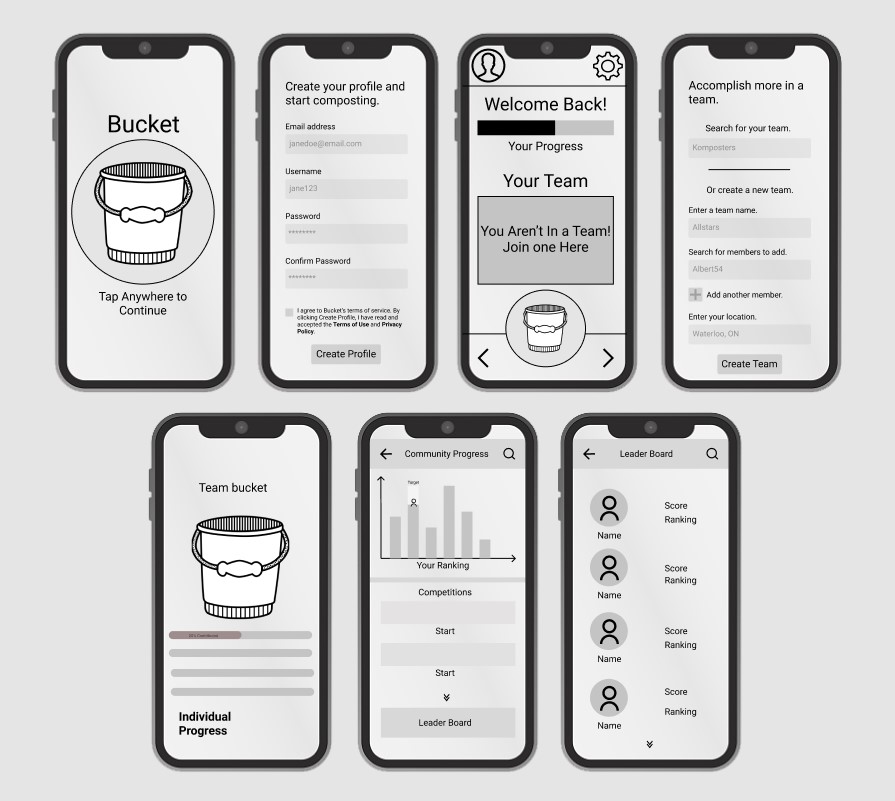 Bucket
Tap Anywhere to
Continue
Create your profile and
start composting.
Email address
janedoe@email.com
Username
jane123
Password
********
Confirm Password
********
I agree to Bucket's terms of service. By
clicking Create Profile, I have read and
accepted the Terms of Use and Privacy
Policy.
Create Profile
Welcome Back!
Your Progress
Your Team
You Aren't In a Team!
Join one Here
Accomplish more in a
team.
Search for your team.
Komposters
Or create a new team.
Enter a team name.
Allstars
Search for members to add.
Albert54
Add another member.
Enter your location.
Waterloo, ON
Create Team
Team bucket
Individual
Progress
Community Progress
Target
Your Ranking
Competitions
Start
Start
Leader Board
Leader Board
Score
Ranking
Name
Score
Ranking
Name
Score
Ranking
Name
Score
Ranking
Name